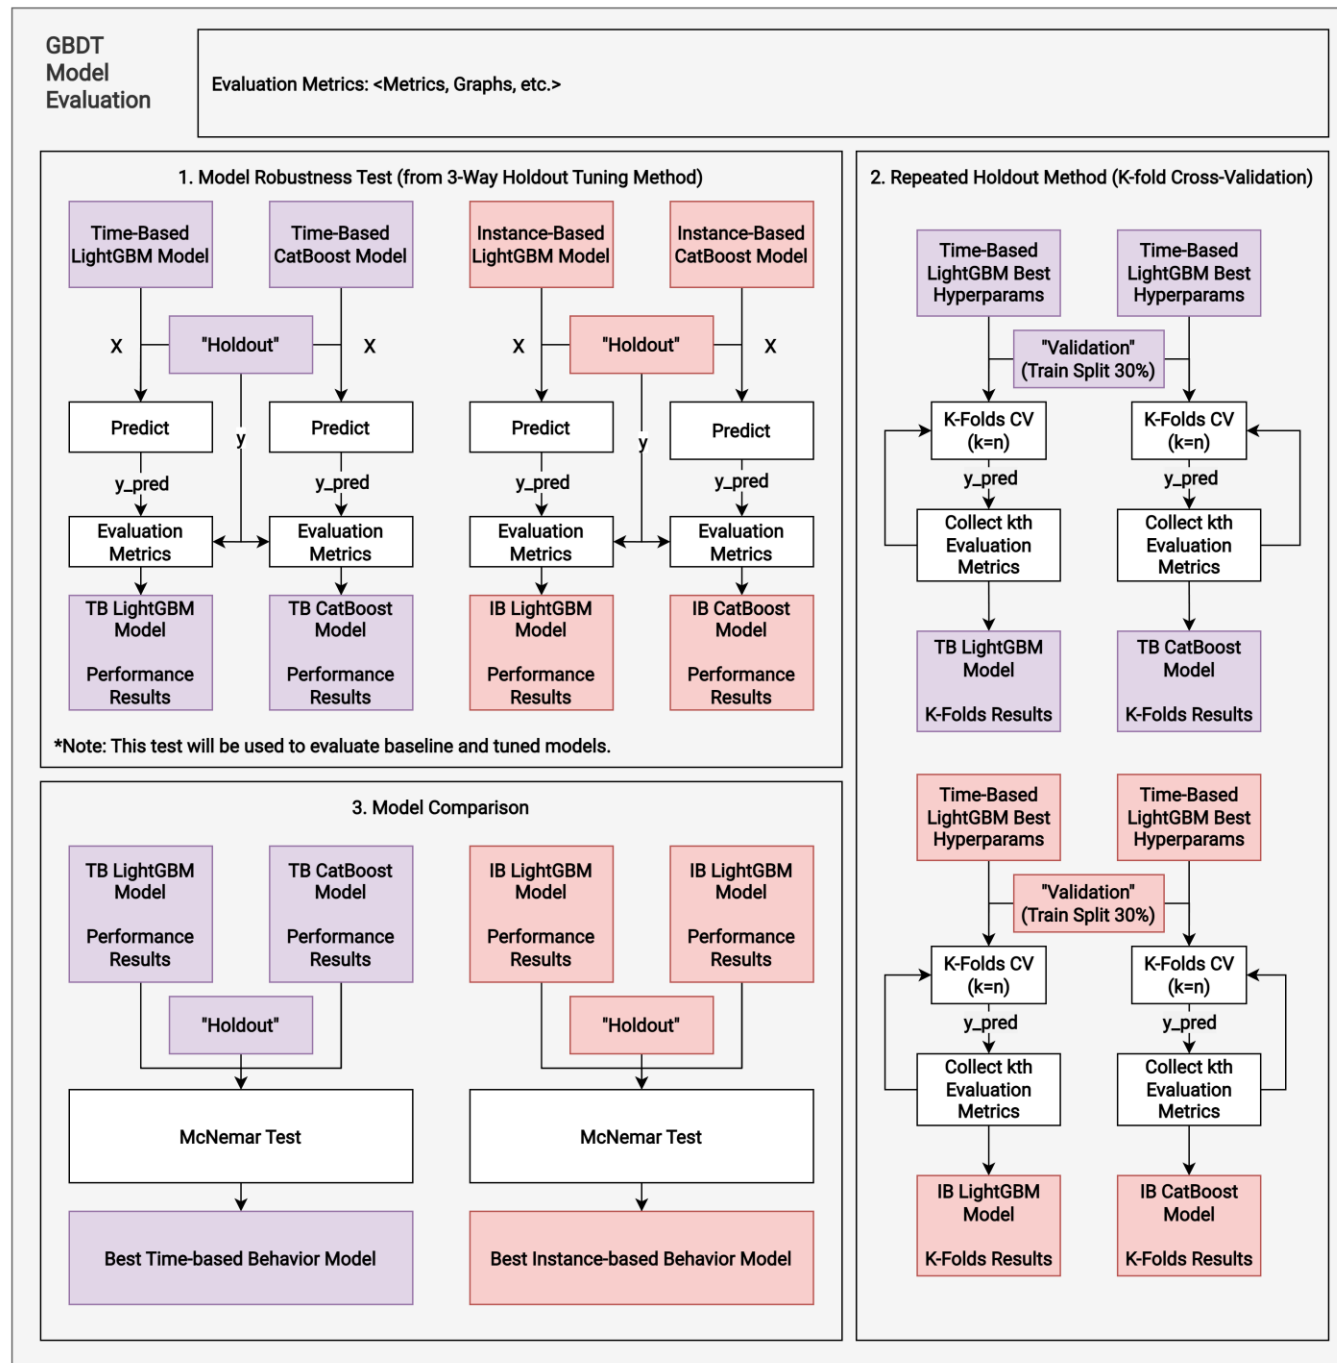 GBDT
Model
Evaluation
Evaluation Metrics: <Metrics, Graphs, etc.>
1. Model Robustness Test (from 3-Way Holdout Tuning Method)
Time-Based
LightGBM Model
Time-Based
CatBoost Model
Instance-Based
LightGBM Model
Instance-Based
CatBoost Model
X
"Holdout"
X
X
"Holdout"
X
Predict
y
Predict
Predict
y
Predict
y_pred
y_pred
y_pred
y_pred
Evaluation
Metrics
Evaluation
Metrics
Evaluation
Metrics
Evaluation
Metrics
TB LightGBM
Model
Performance
Results
TB CatBoost
Model
Performance
Results
IB LightGBM
Model
Performance
Results
IB CatBoost
Model
Performance
Results
*Note: This test will be used to evaluate baseline and tuned models.
2. Repeated Holdout Method (K-fold Cross-Validation)
Time-Based
LightGBM Best
Hyperparams
Time-Based
LightGBM Best
Hyperparams
"Validation"
(Train Split 30%)
K-Folds CV
(k=n)
K-Folds CV
(k=n)
y_pred
y_pred
Collect kth
Evaluation
Metrics
Collect kth
Evaluation
Metrics
TB LightGBM
Model
K-Folds Results
TB CatBoost
Model
K-Folds Results
Time-Based
LightGBM Best
Hyperparams
Time-Based
LightGBM Best
Hyperparams
"Validation"
(Train Split 30%)
K-Folds CV
(k=n)
K-Folds CV
(k=n)
y_pred
y_pred
Collect kth
Evaluation
Metrics
Collect kth
Evaluation
Metrics
IB LightGBM
Model
K-Folds Results
IB CatBoost
Model
K-Folds Results
3. Model Comparison
TB LightGBM
Model
Performance
Results
TB CatBoost
Model
Performance
Results
IB LightGBM
Model
Performance
Results
IB LightGBM
Model
Performance
Results
"Holdout"
"Holdout"
McNemar Test
McNemar Test
Best Time-based Behavior Model
Best Instance-based Behavior Model